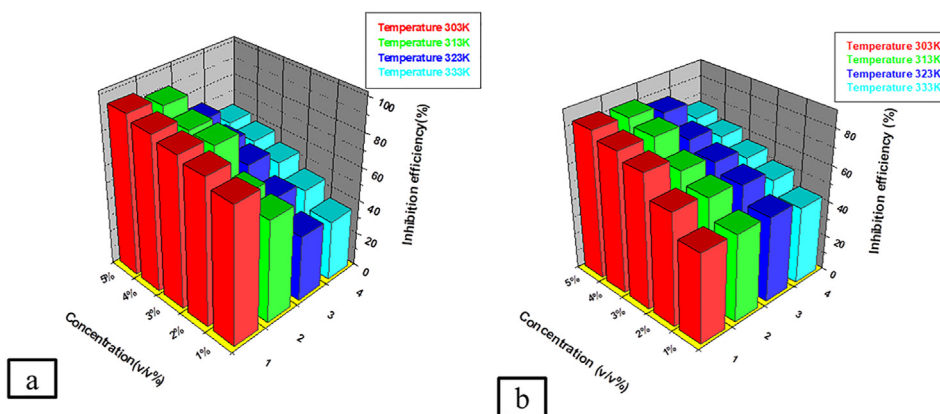 Temperature 303K
Temperature 313K
Temperature 323K
Temperature 333K
100
80
60
40
20
0
Inhibition efficiency(%)
5%
4%
3%
2%
1%
Concentration(v/v%)
1
2
3
4
a
Temperature 303K
Temperature 313K
Temperature 323K
Temperature 333K
80
60
40
20
0
Inhibition efficiency (%)
5%
4%
3%
2%
1%
Concentration (v/v%)
1
2
3
4
b